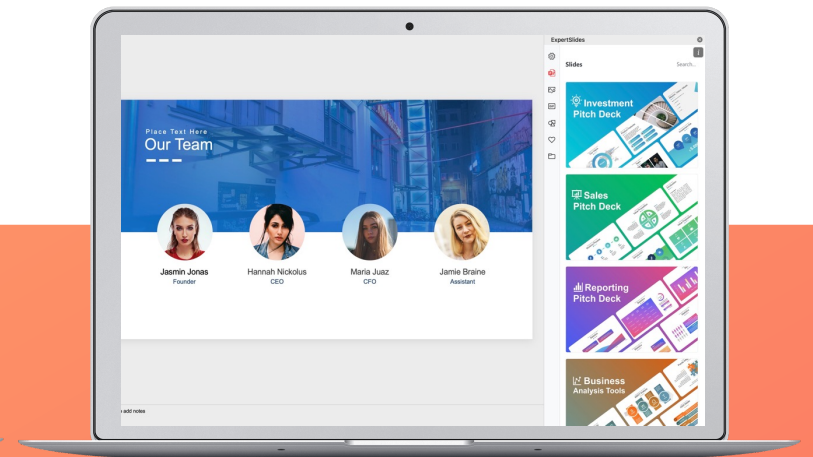 ExpertSlides
Slides
Search...
Place Text Here
Our Team
Jasmin Jonas
Founder
Hannah Nickolus
CEO
Maria Juaz
CFO
Jamie Braine
Assistant
add notes
Investment
Pitch Deck
Sales
Pitch Deck
Reporting
Pitch Deck
Business
Analysis Tools